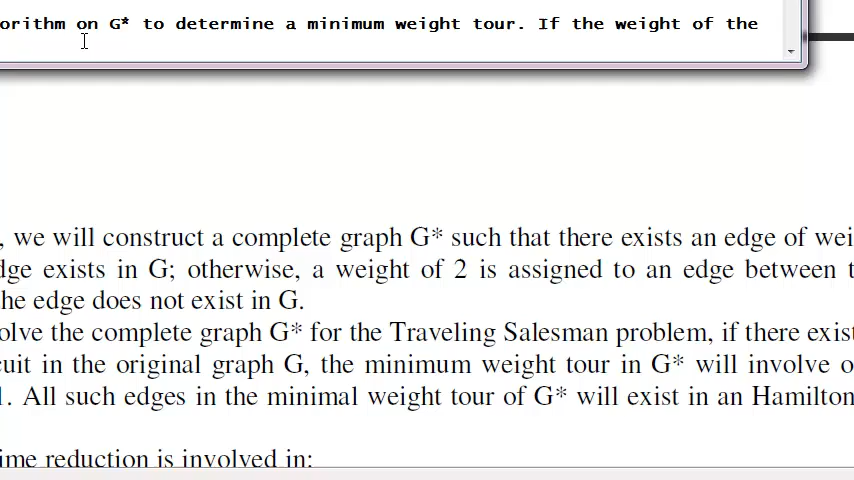 orithm on G* to determine a minimum weight tour. If the weight of the
, we will construct a complete graph G* such that there exists an edge of wei
dge exists in G; otherwise, a weight of 2 is assigned to an edge between t
he edge does not exist in G.
olve the complete graph G* for the Traveling Salesman problem, if there exist
cuit in the original graph G, the minimum weight tour in G* will involve o
1. All such edges in the minimal weight tour of G* will exist in an Hamilton
ime reduction is involved in: